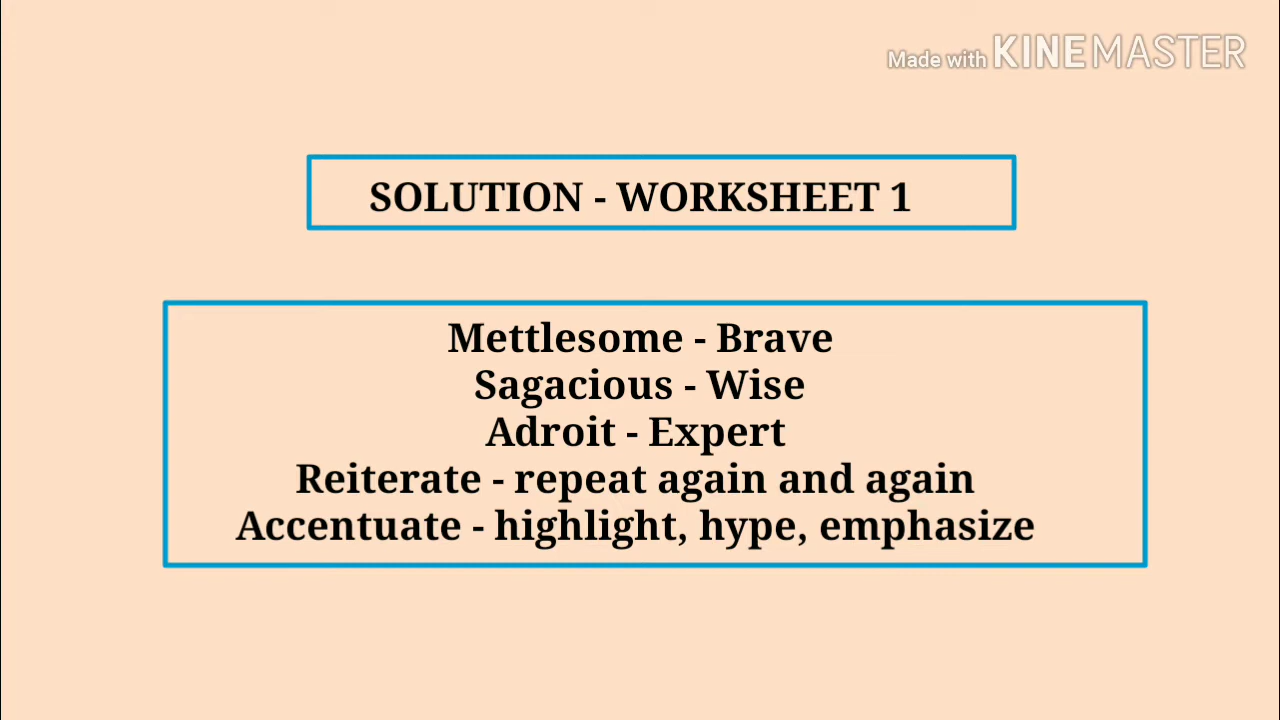 Made with KINEMASTER
SOLUTION - WORKSHEET 1
Mettlesome - Brave
Sagacious - Wise
Adroit - Expert
Reiterate - repeat again and again
Accentuate - highlight, hype, emphasize